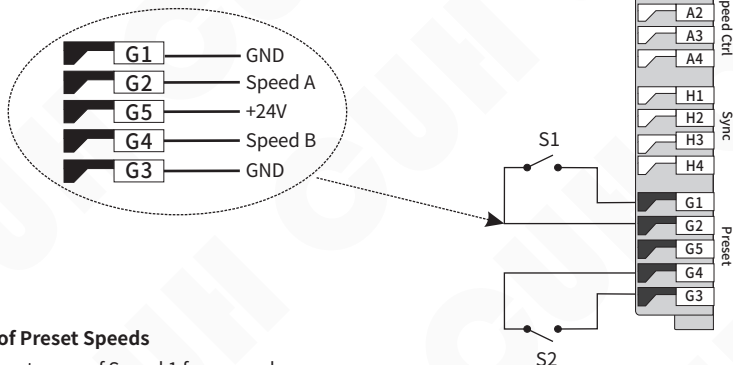 G1 GND
G2 Speed A
G5 +24V
G4 Speed B
G3 GND
S1
S2
A2
A3
A4
H1
H2
H3
H4
G1
G2
G5
G4
G3
Ctrl
Sync
Preset
of Preset Speeds